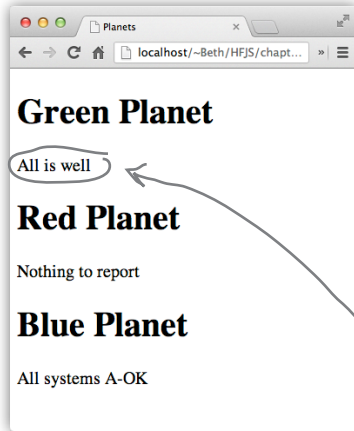 Planets
localhost/~Beth/HFJS/chapt...
Green Planet
All is well
Red Planet
Nothing to report
Blue Planet
All systems A-OK